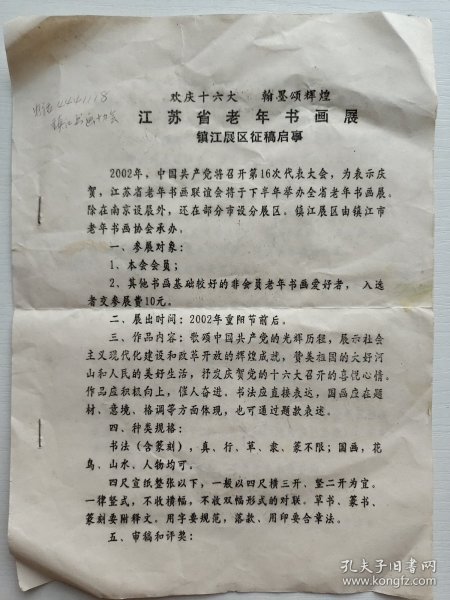 电话4441118
镇江书画协会
欢庆十六大 翰墨颂辉煌
江苏省老年书画展
镇江展区征稿启事
2002年，中国共产党将召开第16次代表大会，为表示庆
贺，江苏省老年书画联谊会将于下半年举办全省老年书画展。
除在南京设展外，还在部分市设分展区。镇江展区由镇江市
老年书画协会承办。
一、参展对象：
1、本会会员；
2、其他书画基础较好的非会员老年书画爱好者，入选
者交参展费10元。
二、展出时间：2002年重阳节前后。
三、作品内容：歌颂中国共产党的光辉历程，展示社会
主义现代化建设和改革开放的辉煌成就，赞美祖国的大好河
山和人民的美好生活，抒发庆贺党的十六大召开的喜悦心情。
作品应积极向上，催人奋进。书法应直接表达，国画应在题
材、意境、格调等方面体现，也可通过题款表述。
四、种类规格：
书法（含篆刻），真、行、草、隶、篆不限；国画，花
鸟、山水、人物均可。
四尺宣纸整张以下，一般以四尺横三开、竖二开为宜。
一律竖式，不收横幅，不收双幅形式的对联。草书、篆书、
篆刻要附释文。用字要规范，落款、用印要合章法。
五、审稿和评奖：
孔夫子旧书网
www.kongfz.com